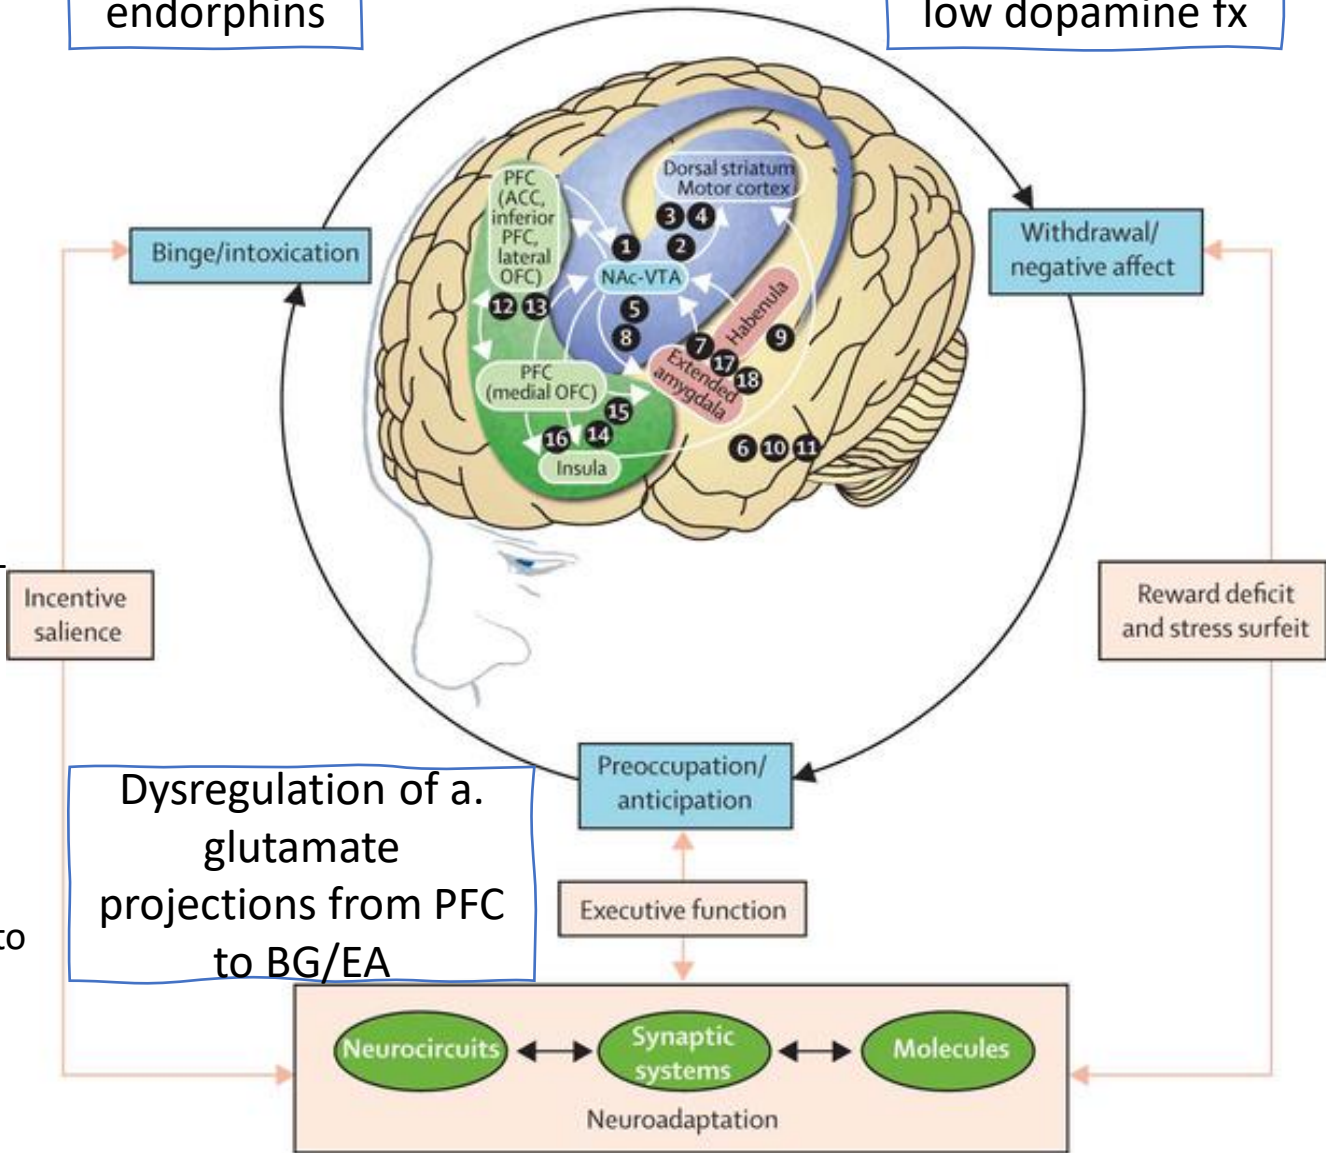 endorphins
low dopamine fx
PFC
(ACC,
inferior
PFC,
lateral
OFC)
Dorsal striatum
Motor cortex
3 4
1 2
NAc-VTA
12 13
5
8
Habenula
7
9
17
18
Extended
amygdala
PFC
(medial OFC)
15
16 14
Insula
6 10 11
Binge/intoxication
Withdrawal/
negative affect
Incentive
salience
Reward deficit
and stress surfeit
Preoccupation/
anticipation
Dysregulation of a.
glutamate
projections from PFC
to BG/EA
to
Executive function
Neurocircuits
Synaptic
systems
Molecules
Neuroadaptation